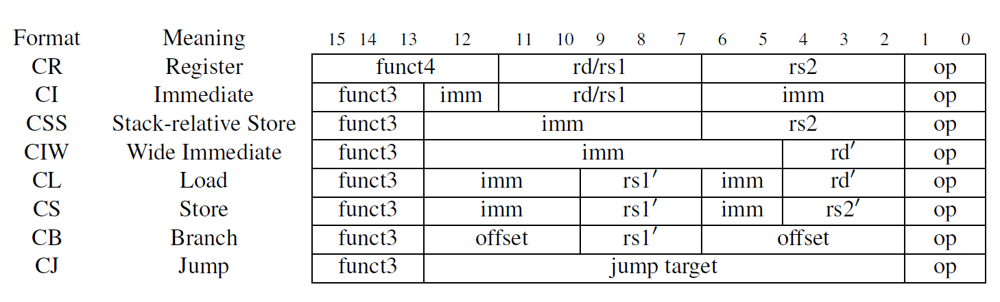 Format Meaning 15 14 13 12 11 10 9 8 7 6 5 4 3 2 1 0
CR Register funct4 rd/rs1 rs2 op
CI Immediate funct3 imm rd/rs1 imm op
CSS Stack-relative Store funct3 imm rs2 op
CIW Wide Immediate funct3 imm rd′ op
CL Load funct3 imm rs1′ imm rd′ op
CS Store funct3 imm rs1′ imm rs2′ op
CB Branch funct3 offset rs1′ offset op
CJ Jump funct3 jump target op